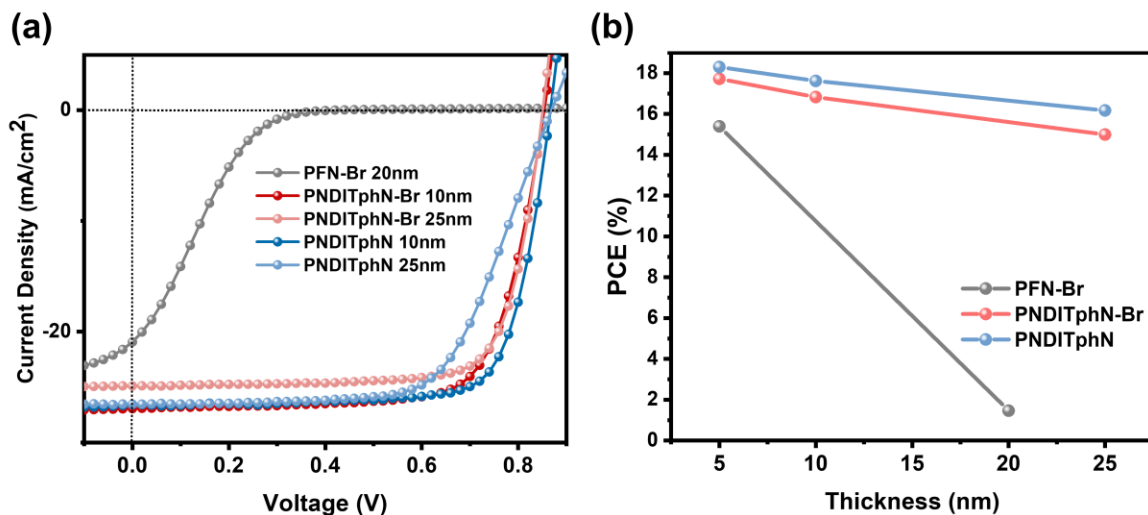 (a)
0
-20
Current Density (mA/cm²)
0.0 0.2 0.4 0.6 0.8
Voltage (V)
PFN-Br 20nm
PNDITphN-Br 10nm
PNDITphN-Br 25nm
PNDITphN 10nm
PNDITphN 25nm
(b)
18
16
14
12
10
8
6
4
2
0
PCE (%)
5 10 15 20 25
Thickness (nm)
PFN-Br
PNDITphN-Br
PNDITphN